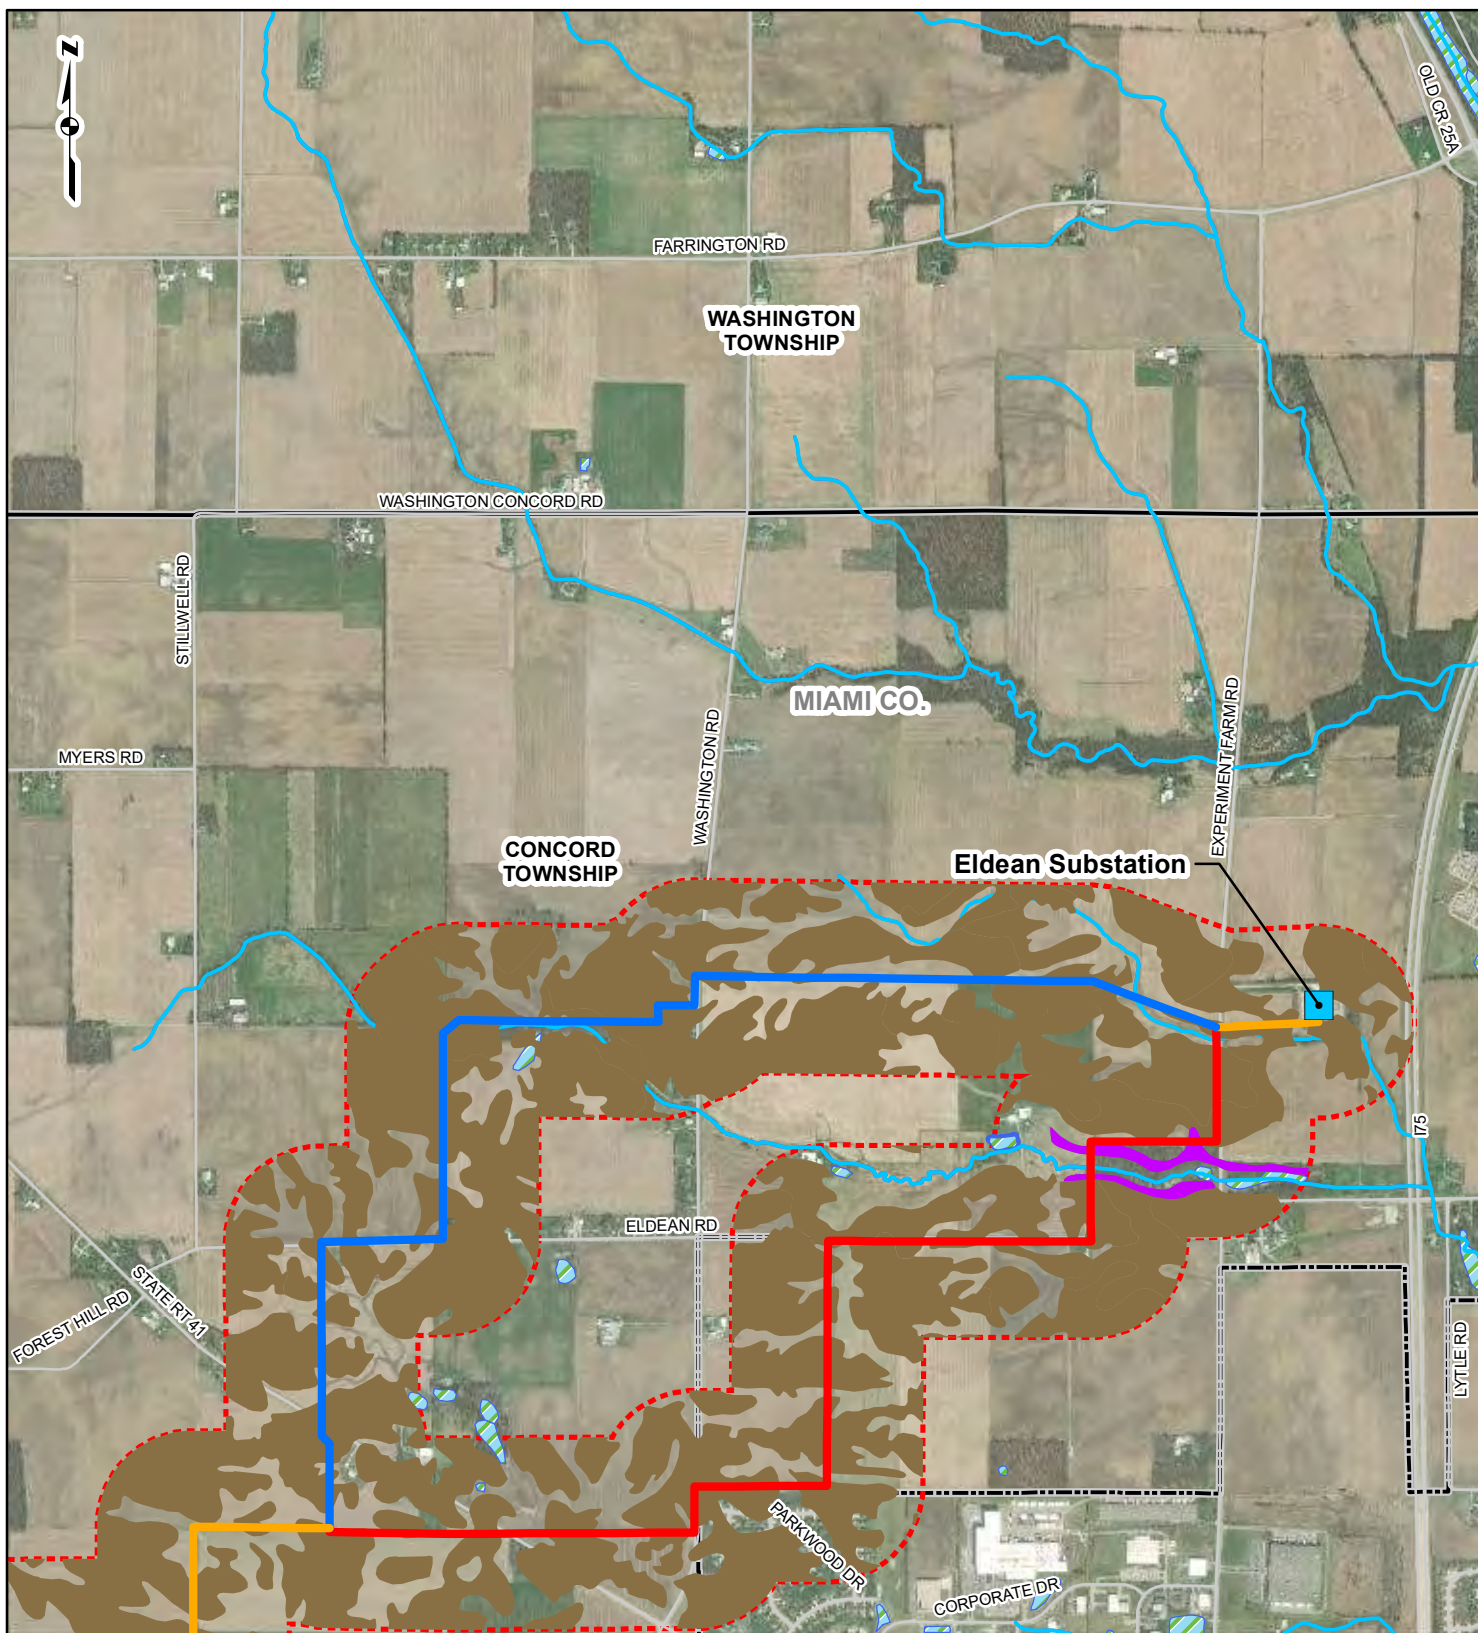 Z
OLD CR 25A
FARRINGTON RD
WASHINGTON
TOWNSHIP
WASHINGTON CONCORD RD
STILLWELL RD
MIAMI CO.
EXPERIMENT FARM RD
WASHINGTON RD
MYERS RD
CONCORD
TOWNSHIP
Eldean Substation
I75
ELDEAN RD
STATE RT 41
FOREST HILL RD
LYTLE RD
PARKWOOD DR
CORPORATE DR